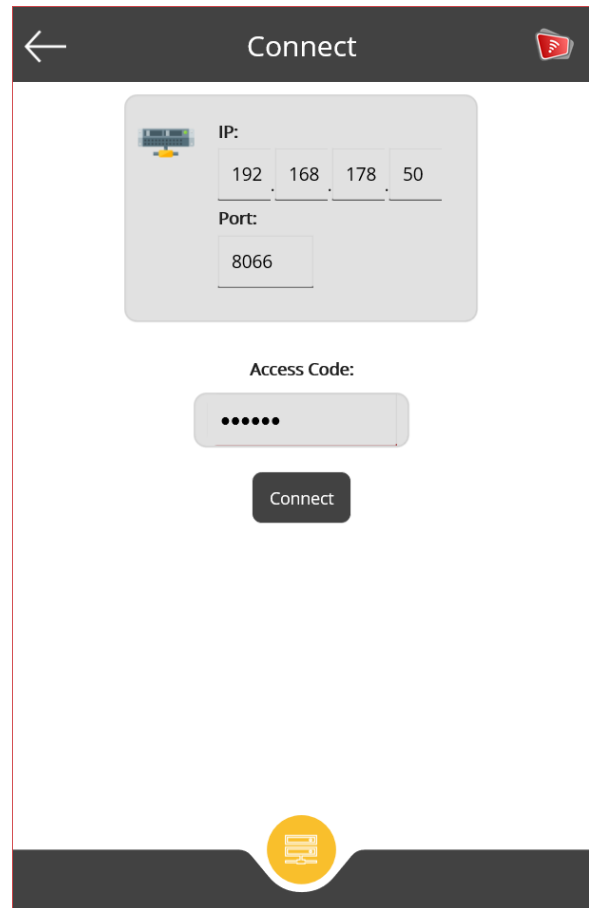 Connect
IP:
192 . 168 . 178 . 50
Port:
8066
Access Code:
••••••
Connect